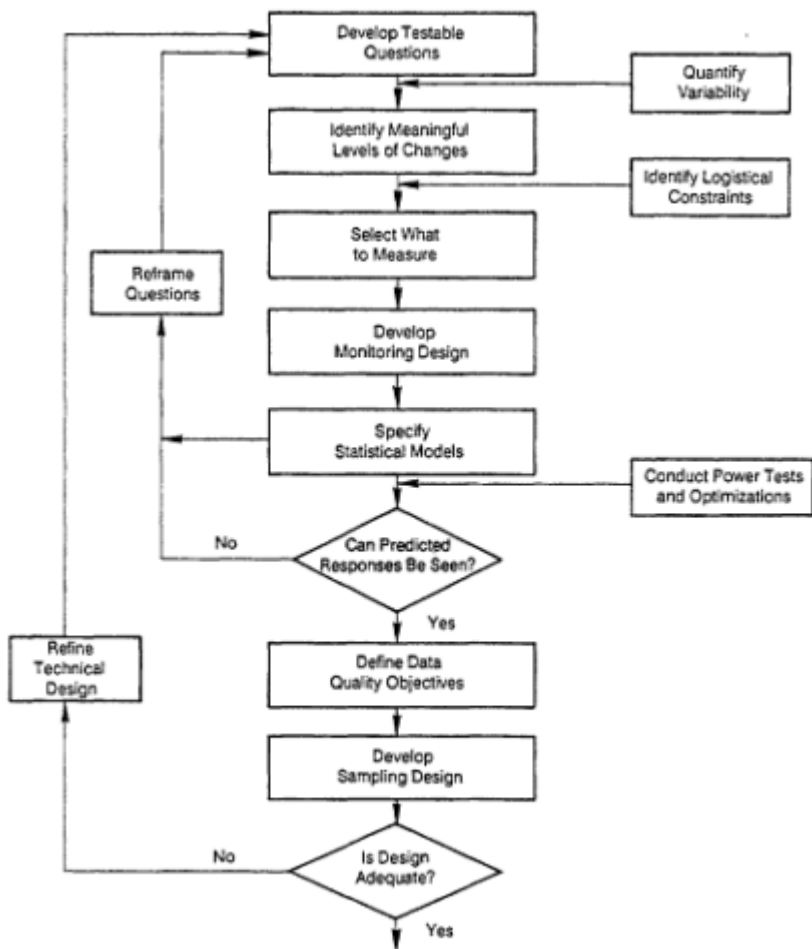 Develop Testable
Questions
Quantify
Variability
Identify Meaningful
Levels of Changes
Identify Logistical
Constraints
Select What
to Measure
Reframe
Questions
Develop
Monitoring Design
Specify
Statistical Models
Conduct Power Tests
and Optimizations
No
Can Predicted
Responses Be Seen?
Yes
Refine
Technical
Design
Define Data
Quality Objectives
Develop
Sampling Design
No
Is Design
Adequate?
Yes